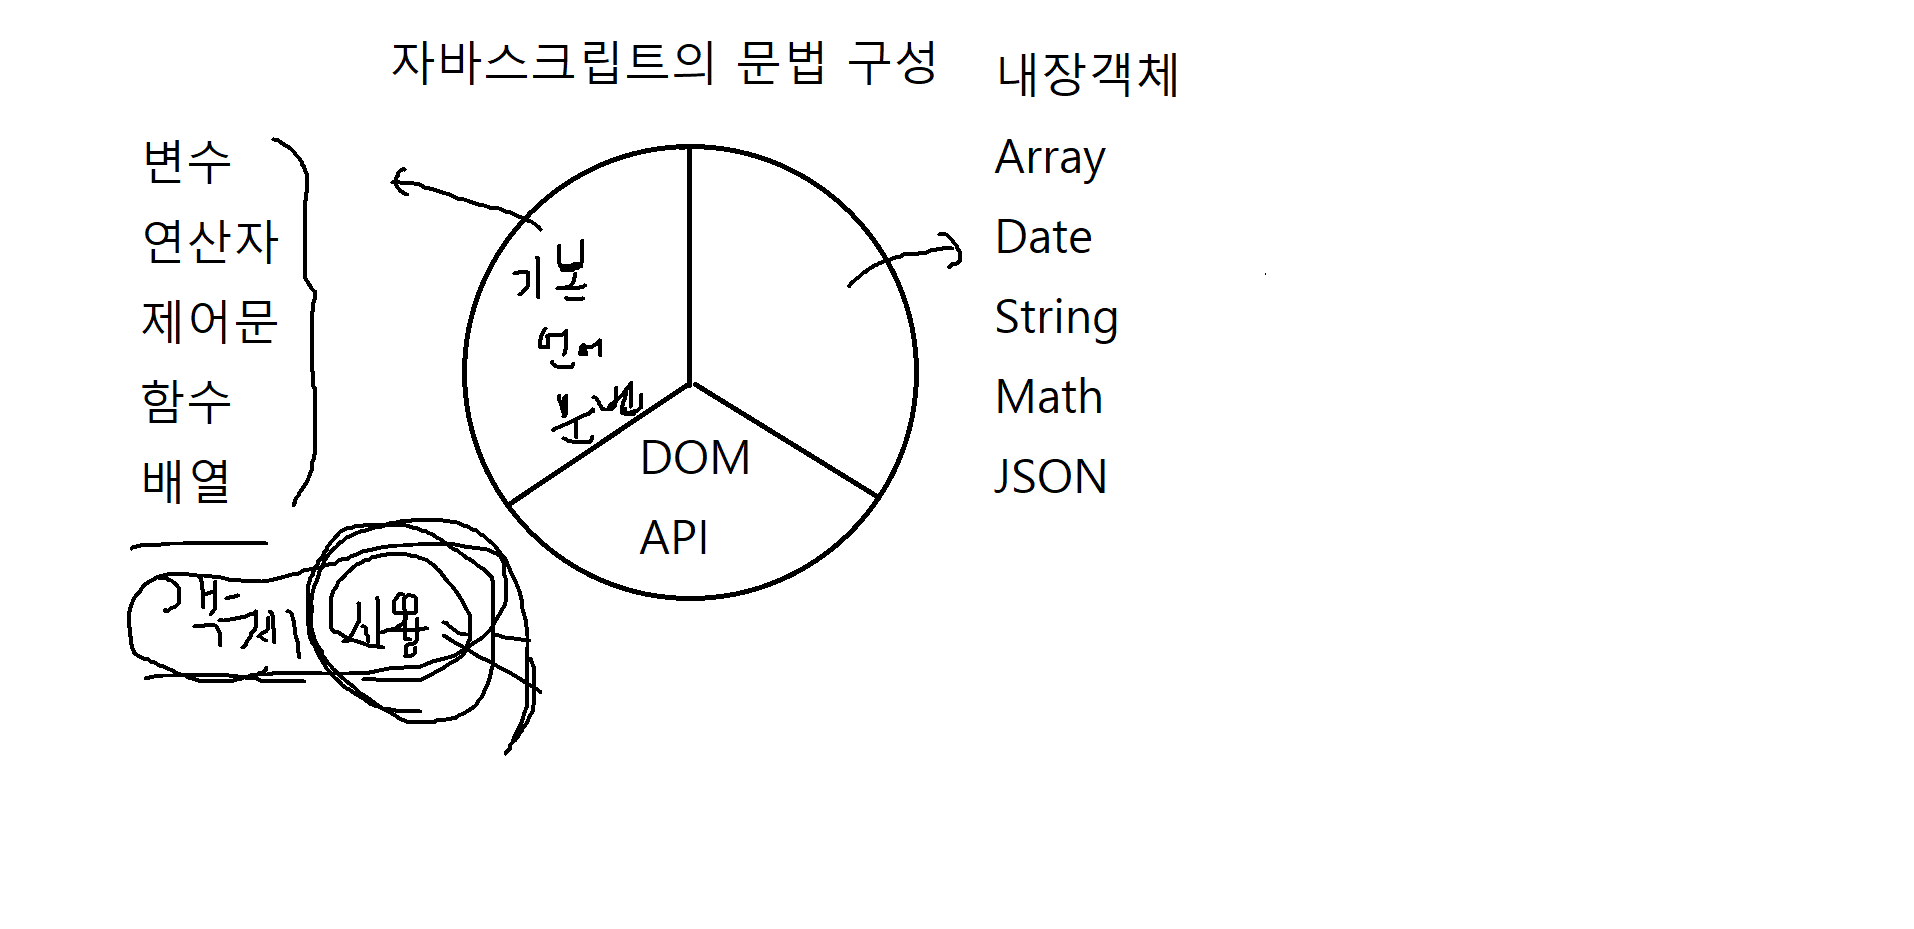 자바스크립트의 문법 구성
변수
연산자
제어문
함수
배열
객체 사용
기본
언어
문법
DOM
API
내장객체
Array
Date
String
Math
JSON